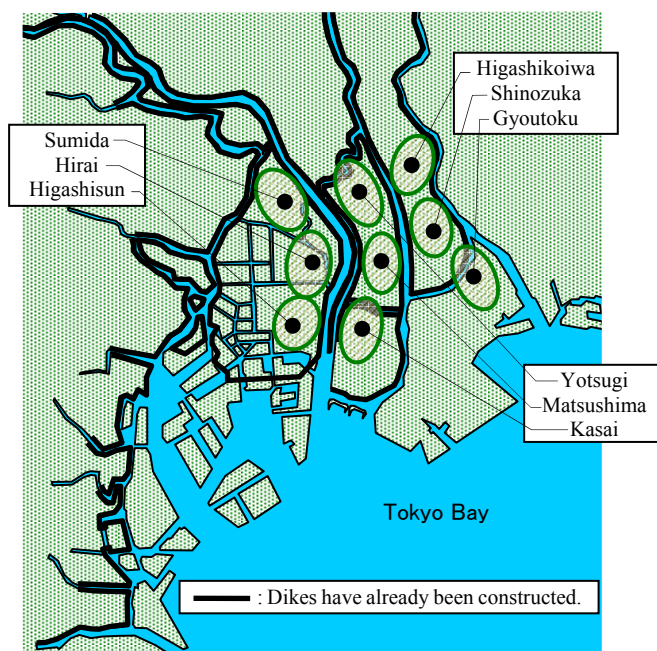 Higashikoiwa
Shinozuka
Gyoutoku
Sumida
Hirai
Higashisun
Yotsugi
Matsushima
Kasai
Tokyo Bay
: Dikes have already been constructed.